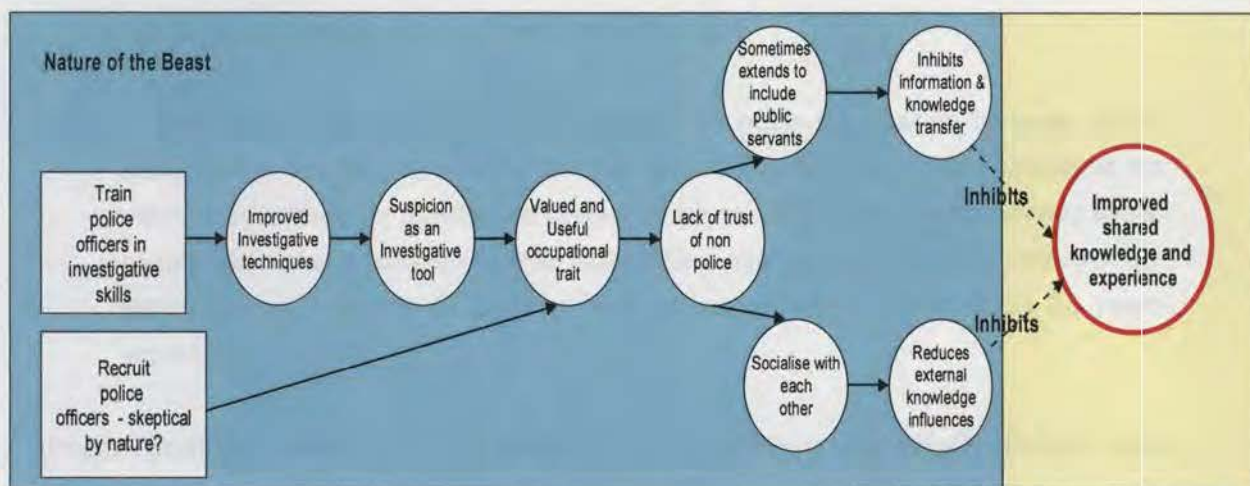 Nature of the Beast
Train
police
officers in
investigative
skills
Recruit
police
officers - skeptical
by nature?
Improved
Investigative
techniques
Suspicion
as an
Investigative
tool
Valued and
Useful
occupational
trait
Lack of trust
of non
police
Sometimes
extends to
include
public
servants
Inhibits
information &
knowledge
transfer
Socialise with
each
other
Reduces
external
knowledge
influences
Inhibits
Inhibits
Improved
shared
knowledge and
experience